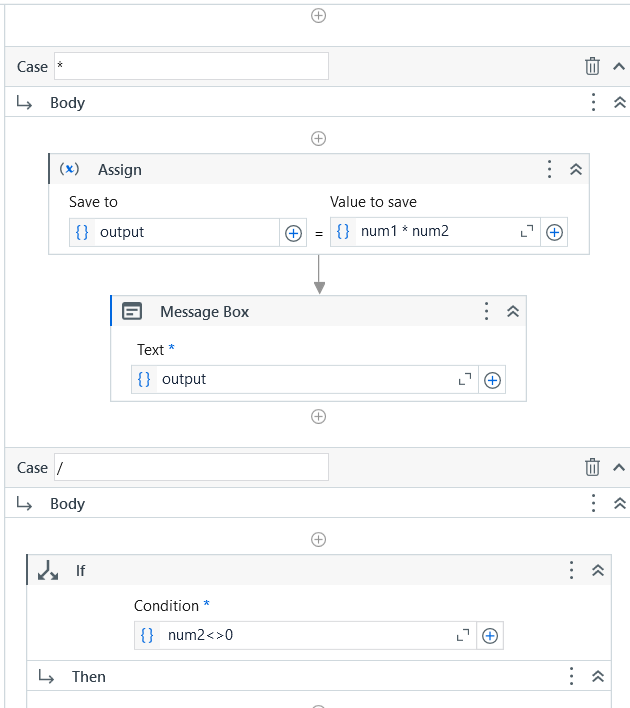 Case *
Body
(x) Assign
Save to Value to save
{} output = {} num1 * num2
Message Box
Text *
{} output
Case /
Body
If
Condition *
{} num2<>0
Then